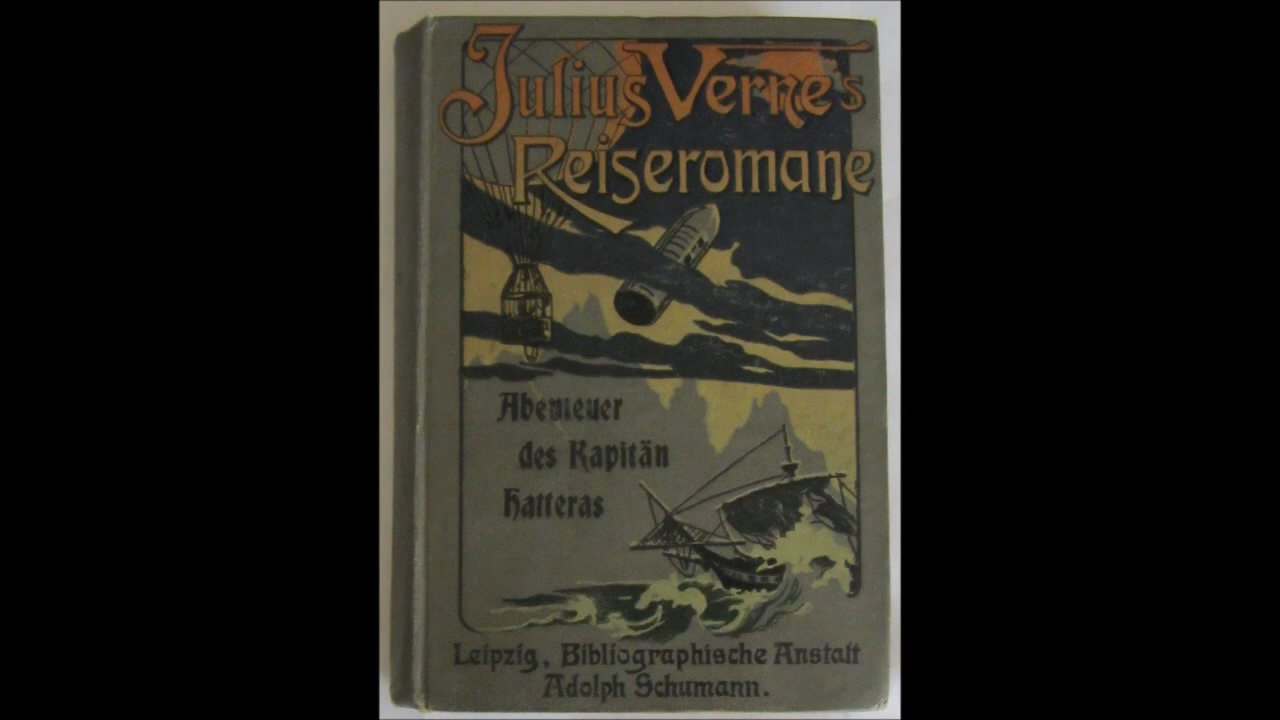 Julius Verne's
Reiseromane
Abenteuer
des Kapitän
Hatteras
Leipzig, Bibliographische Anstalt
Adolph Schumann.